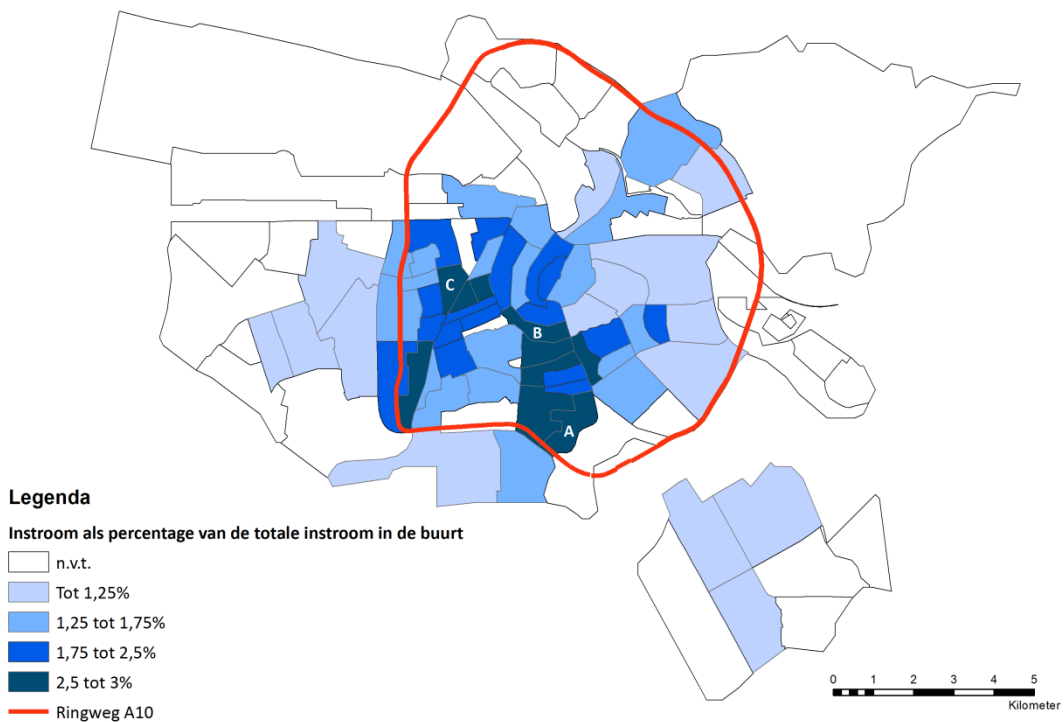 C
B
A
Legenda
Instroom als percentage van de totale instroom in de buurt
n.v.t.
Tot 1,25%
1,25 tot 1,75%
1,75 tot 2,5%
2,5 tot 3%
Ringweg A10
0 1 2 3 4 5
Kilometer